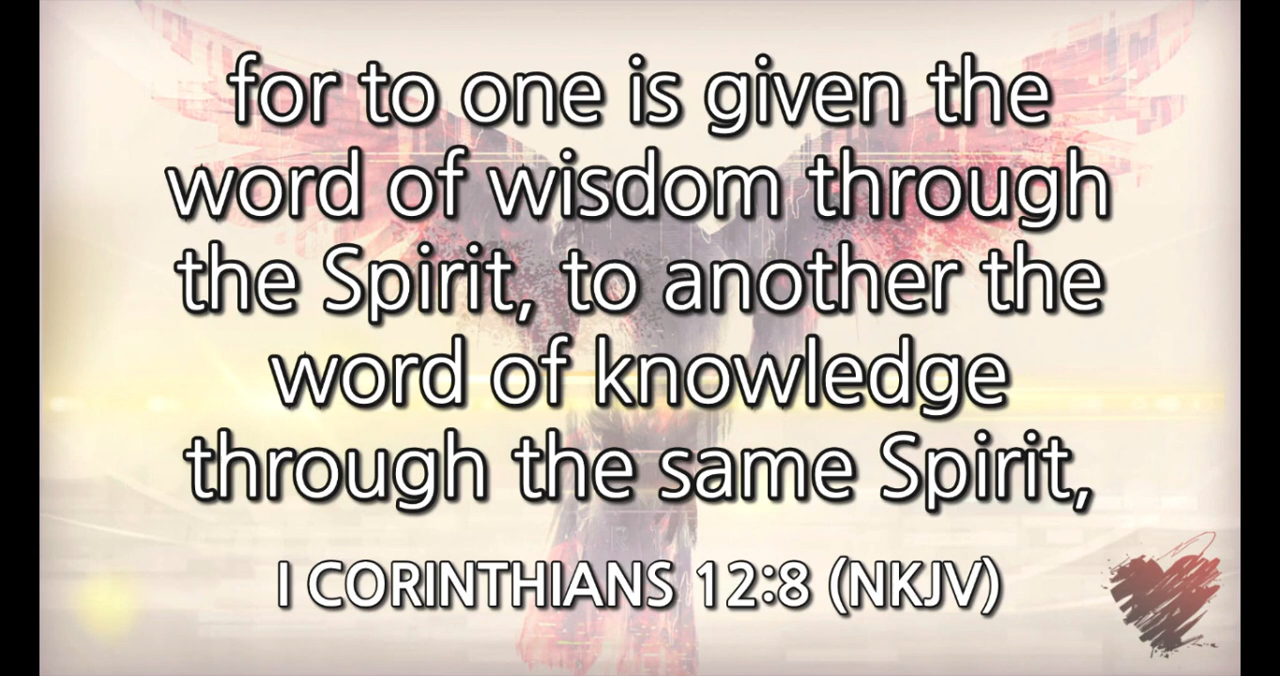 for to one is given the
word of wisdom through
the Spirit, to another the
word of knowledge
through the same Spirit,
I CORINTHIANS 12:8 (NKJV)